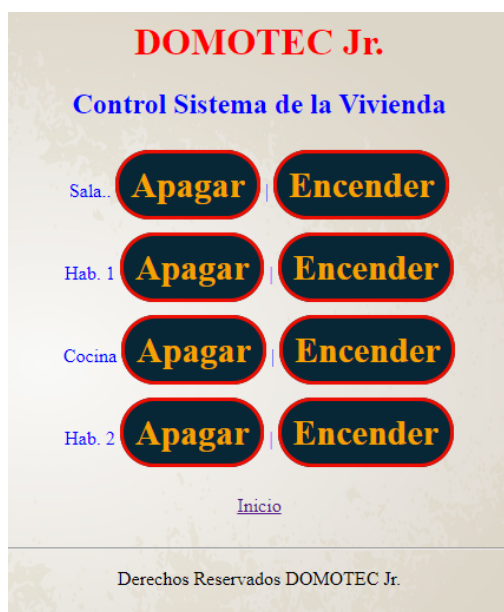 DOMOTEC Jr.
Control Sistema de la Vivienda
Sala.. Apagar | Encender
Hab. 1 Apagar | Encender
Cocina Apagar | Encender
Hab. 2 Apagar | Encender
Inicio
Derechos Reservados DOMOTEC Jr.